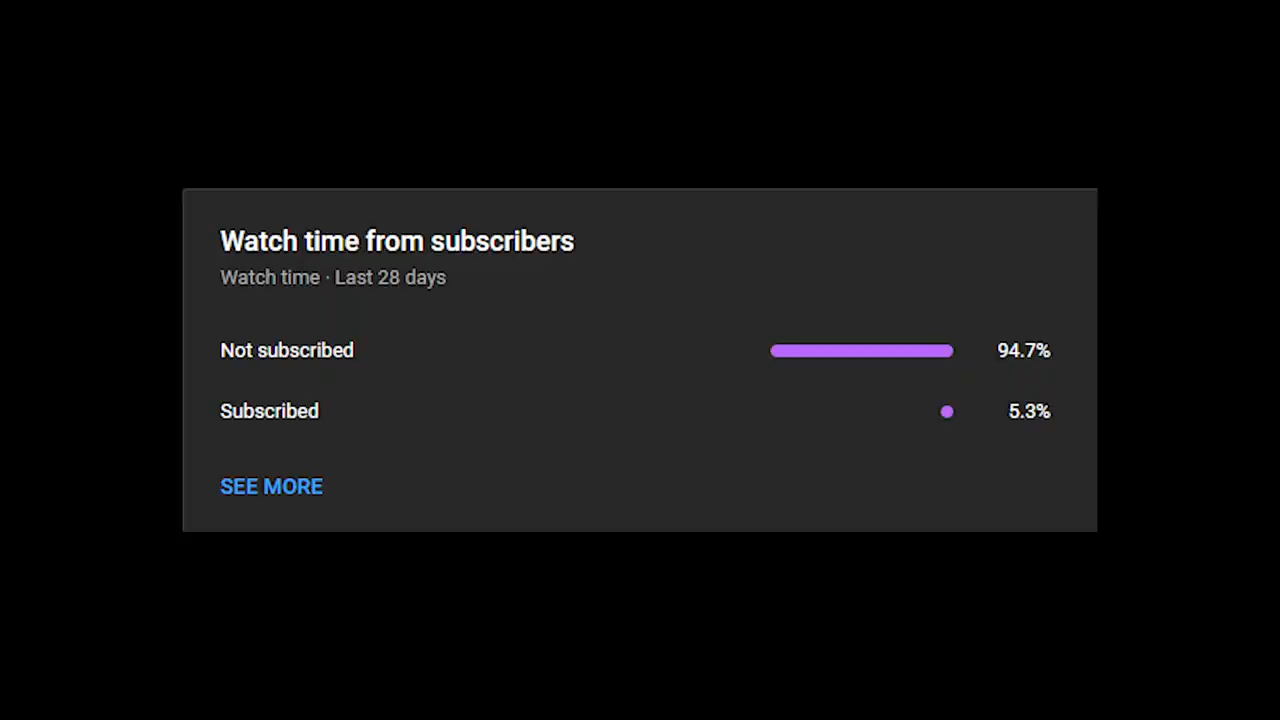 Watch time from subscribers
Watch time · Last 28 days
Not subscribed 94.7%
Subscribed 5.3%
SEE MORE